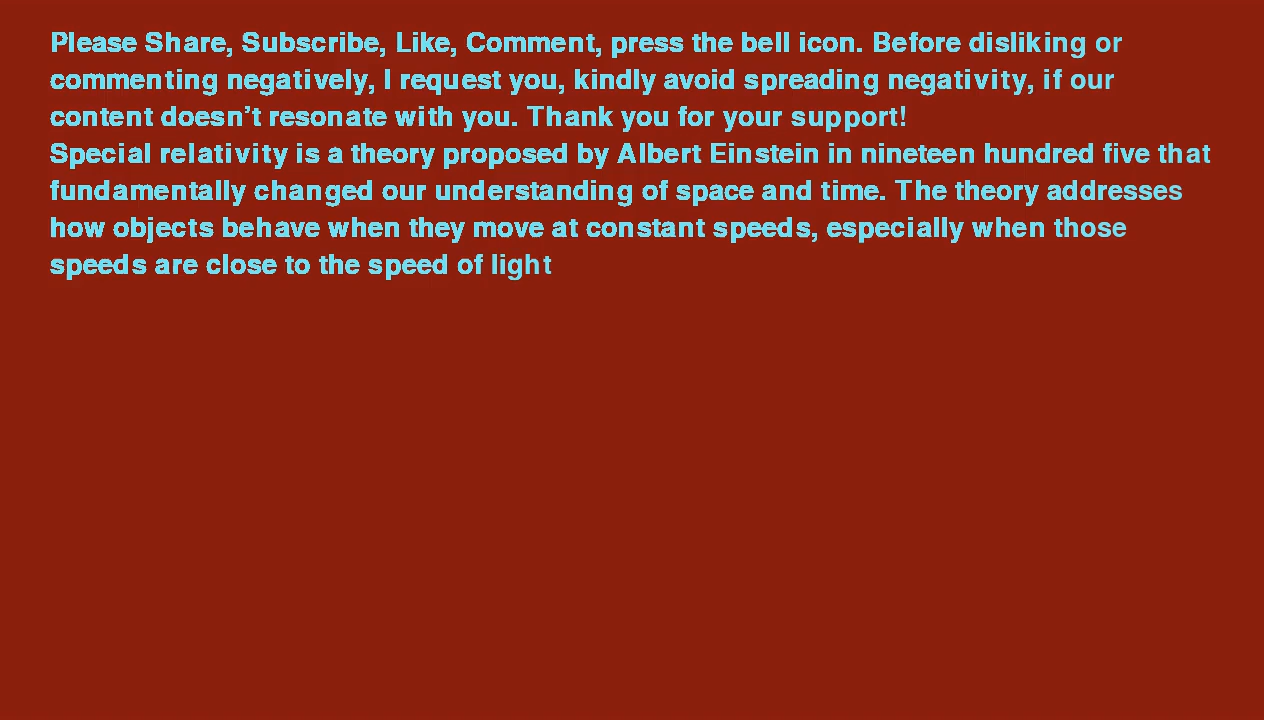 Please Share, Subscribe, Like, Comment, press the bell icon. Before disliking or
commenting negatively, I request you, kindly avoid spreading negativity, if our
content doesn’t resonate with you. Thank you for your support!
Special relativity is a theory proposed by Albert Einstein in nineteen hundred five that
fundamentally changed our understanding of space and time. The theory addresses
how objects behave when they move at constant speeds, especially when those
speeds are close to the speed of light